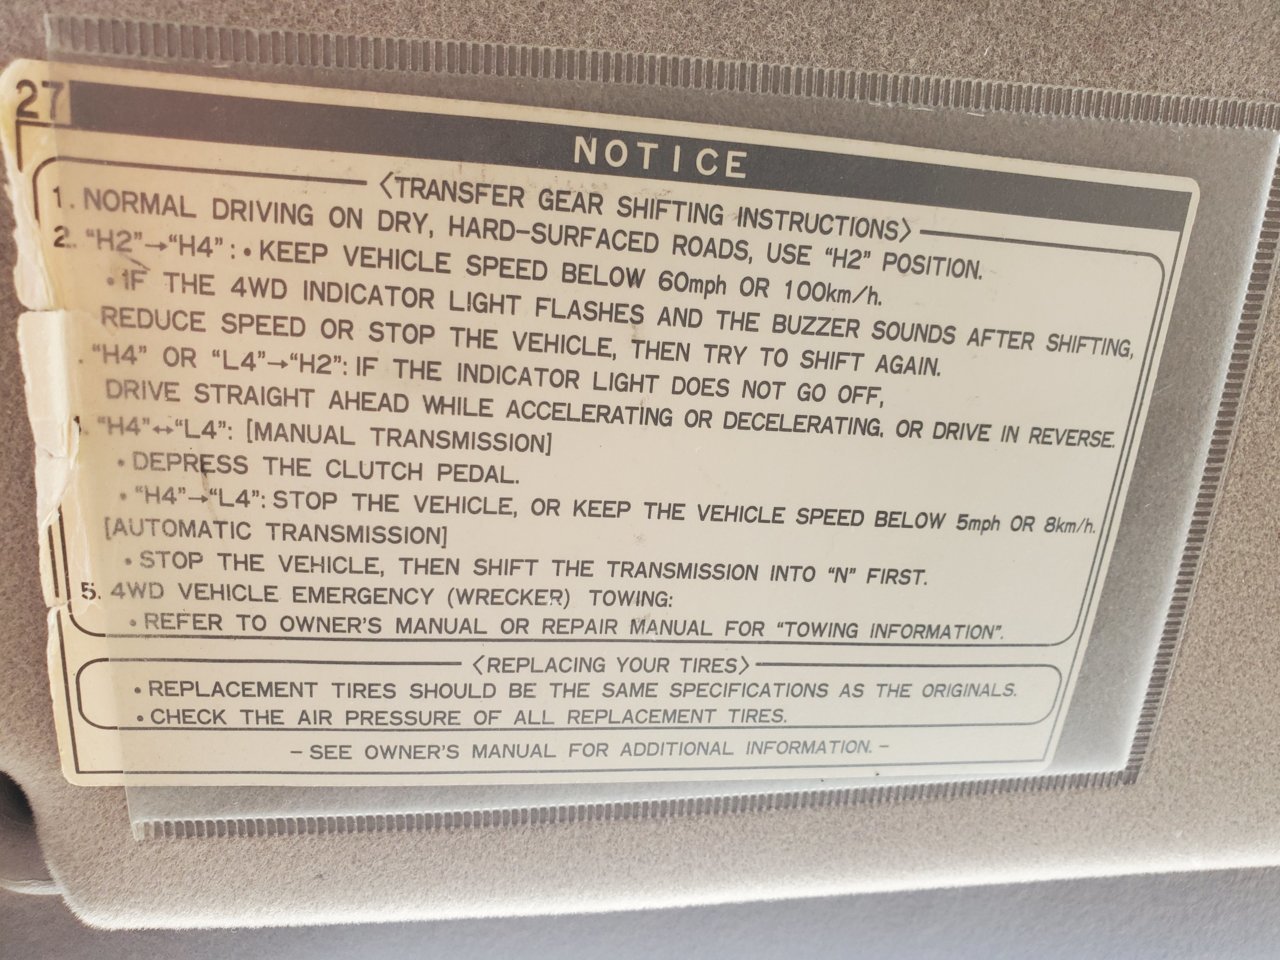 27
NOTICE
<TRANSFER GEAR SHIFTING INSTRUCTIONS>
1. NORMAL DRIVING ON DRY, HARD-SURFACED ROADS, USE “H2” POSITION.
2. “H2”→“H4”: • KEEP VEHICLE SPEED BELOW 60mph OR 100km/h.
• IF THE 4WD INDICATOR LIGHT FLASHES AND THE BUZZER SOUNDS AFTER SHIFTING,
REDUCE SPEED OR STOP THE VEHICLE, THEN TRY TO SHIFT AGAIN.
. “H4” OR “L4”→“H2”: IF THE INDICATOR LIGHT DOES NOT GO OFF,
DRIVE STRAIGHT AHEAD WHILE ACCELERATING OR DECELERATING, OR DRIVE IN REVERSE.
. “H4”↔“L4”: [MANUAL TRANSMISSION]
• DEPRESS THE CLUTCH PEDAL.
• “H4”→“L4”: STOP THE VEHICLE, OR KEEP THE VEHICLE SPEED BELOW 5mph OR 8km/h.
[AUTOMATIC TRANSMISSION]
• STOP THE VEHICLE, THEN SHIFT THE TRANSMISSION INTO “N” FIRST.
5. 4WD VEHICLE EMERGENCY (WRECKER) TOWING:
• REFER TO OWNER'S MANUAL OR REPAIR MANUAL FOR “TOWING INFORMATION”.
<REPLACING YOUR TIRES>
• REPLACEMENT TIRES SHOULD BE THE SAME SPECIFICATIONS AS THE ORIGINALS.
• CHECK THE AIR PRESSURE OF ALL REPLACEMENT TIRES.
– SEE OWNER'S MANUAL FOR ADDITIONAL INFORMATION. –